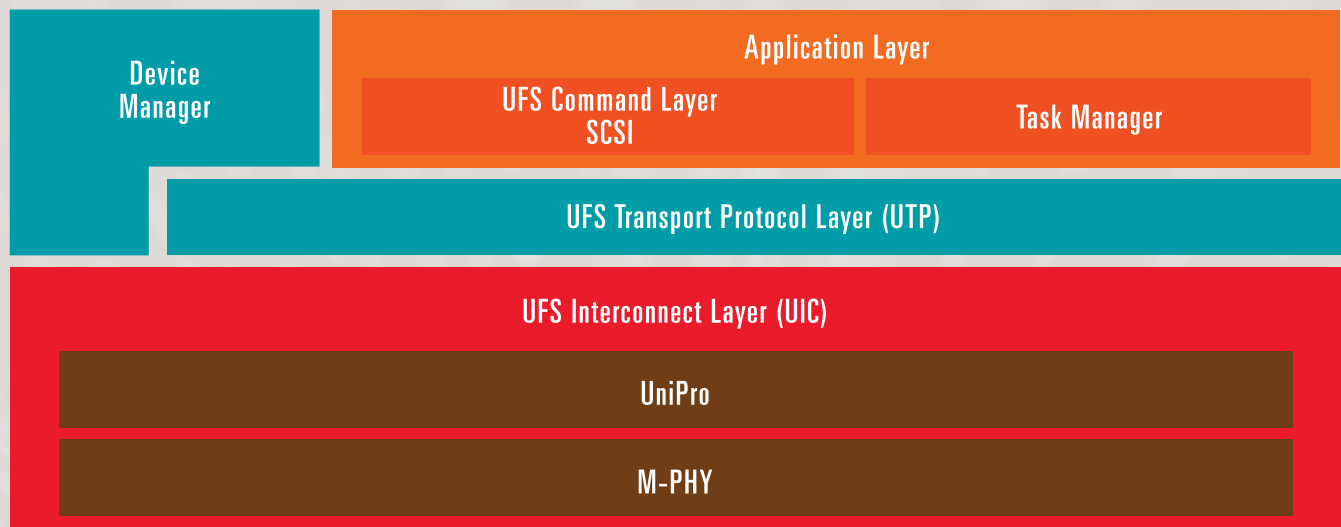 Device
Manager
Application Layer
UFS Command Layer
SCSI
Task Manager
UFS Transport Protocol Layer (UTP)
UFS Interconnect Layer (UIC)
UniPro
M-PHY